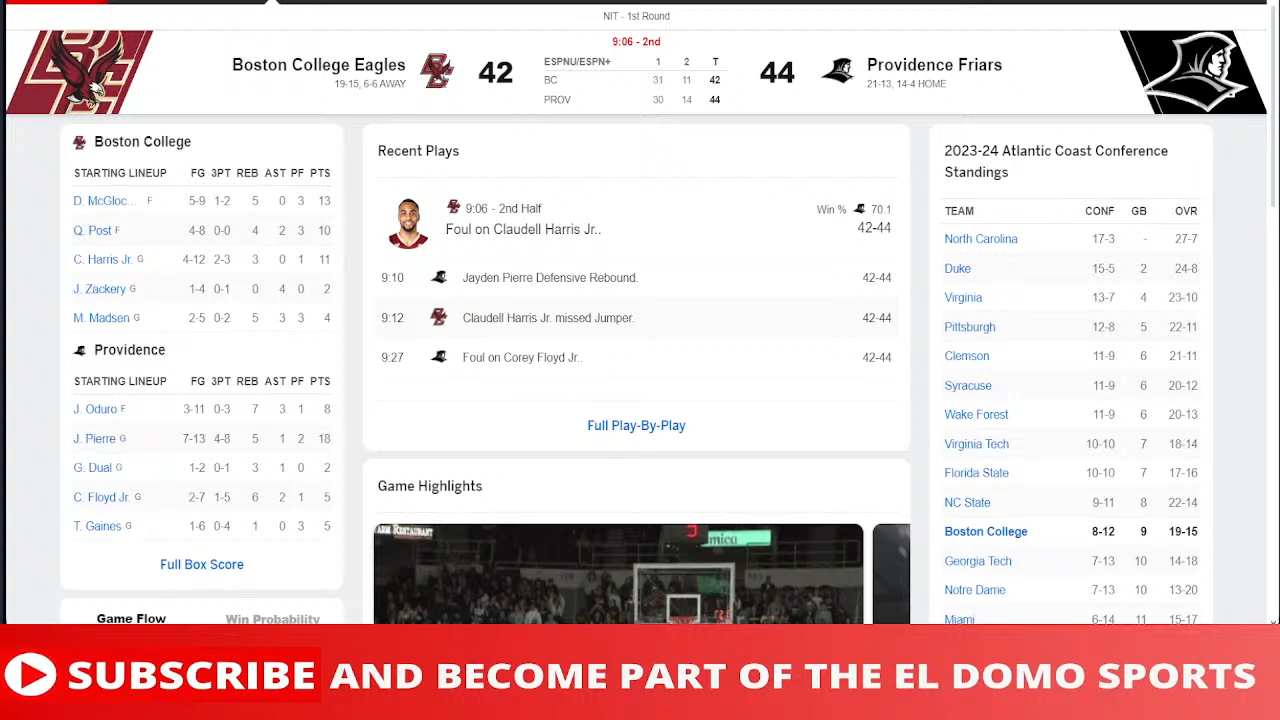 NIT - 1st Round
9:06 - 2nd
Boston College Eagles
19-15, 6-6 AWAY
42
ESPNU/ESPN+ 1 2 T
BC 31 11 42
PROV 30 14 44
44
Providence Friars
21-13, 14-4 HOME
Boston College
STARTING LINEUP FG 3PT REB AST PF PTS
D. McGloc... F 5-9 1-2 5 0 3 13
Q. Post F 4-8 0-0 4 2 3 10
C. Harris Jr. G 4-12 2-3 3 0 1 11
J. Zackery G 1-4 0-1 0 4 0 2
M. Madsen G 2-5 0-2 5 3 3 4
Providence
STARTING LINEUP FG 3PT REB AST PF PTS
J. Oduro F 3-11 0-3 7 3 1 8
J. Pierre G 7-13 4-8 5 1 2 18
G. Dual G 1-2 0-1 3 1 0 2
C. Floyd Jr. G 2-7 1-5 6 2 1 5
T. Gaines G 1-6 0-4 1 0 3 5
Full Box Score
Game Flow Win Probability
Recent Plays
9:06 - 2nd Half
Foul on Claudell Harris Jr..
Win % 70.1
42-44
9:10 Jayden Pierre Defensive Rebound. 42-44
9:12 Claudell Harris Jr. missed Jumper. 42-44
9:27 Foul on Corey Floyd Jr.. 42-44
Full Play-By-Play
Game Highlights
ARM RESTAURANT
mica
2023-24 Atlantic Coast Conference
Standings
TEAM CONF GB OVR
North Carolina 17-3 - 27-7
Duke 15-5 2 24-8
Virginia 13-7 4 23-10
Pittsburgh 12-8 5 22-11
Clemson 11-9 6 21-11
Syracuse 11-9 6 20-12
Wake Forest 11-9 6 20-13
Virginia Tech 10-10 7 18-14
Florida State 10-10 7 17-16
NC State 9-11 8 22-14
Boston College 8-12 9 19-15
Georgia Tech 7-13 10 14-18
Notre Dame 7-13 10 13-20
Miami 6-14 11 15-17
SUBSCRIBE AND BECOME PART OF THE EL DOMO SPORTS